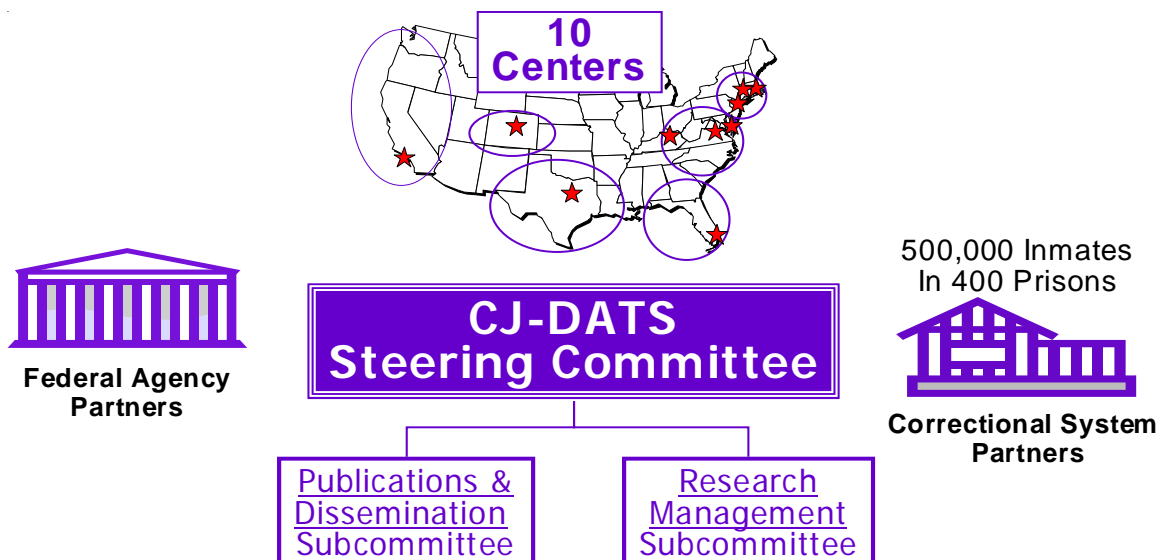 10
Centers
500,000 Inmates
In 400 Prisons
CJ-DATS
Steering Committee
Federal Agency
Partners
Correctional System
Partners
Publications &
Dissemination
Subcommittee
Research
Management
Subcommittee